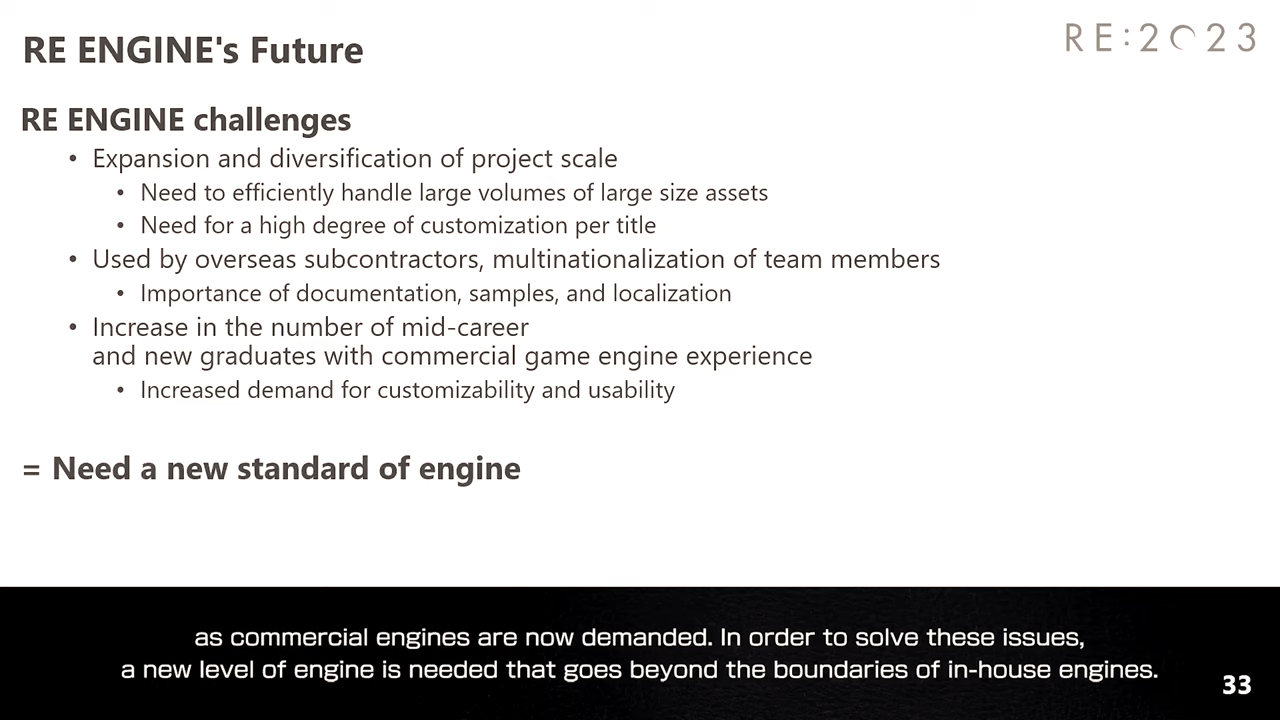 RE ENGINE's Future
RE:2023
RE ENGINE challenges
• Expansion and diversification of project scale
• Need to efficiently handle large volumes of large size assets
• Need for a high degree of customization per title
• Used by overseas subcontractors, multinationalization of team members
• Importance of documentation, samples, and localization
• Increase in the number of mid-career
and new graduates with commercial game engine experience
• Increased demand for customizability and usability
= Need a new standard of engine
as commercial engines are now demanded. In order to solve these issues,
a new level of engine is needed that goes beyond the boundaries of in-house engines.
33